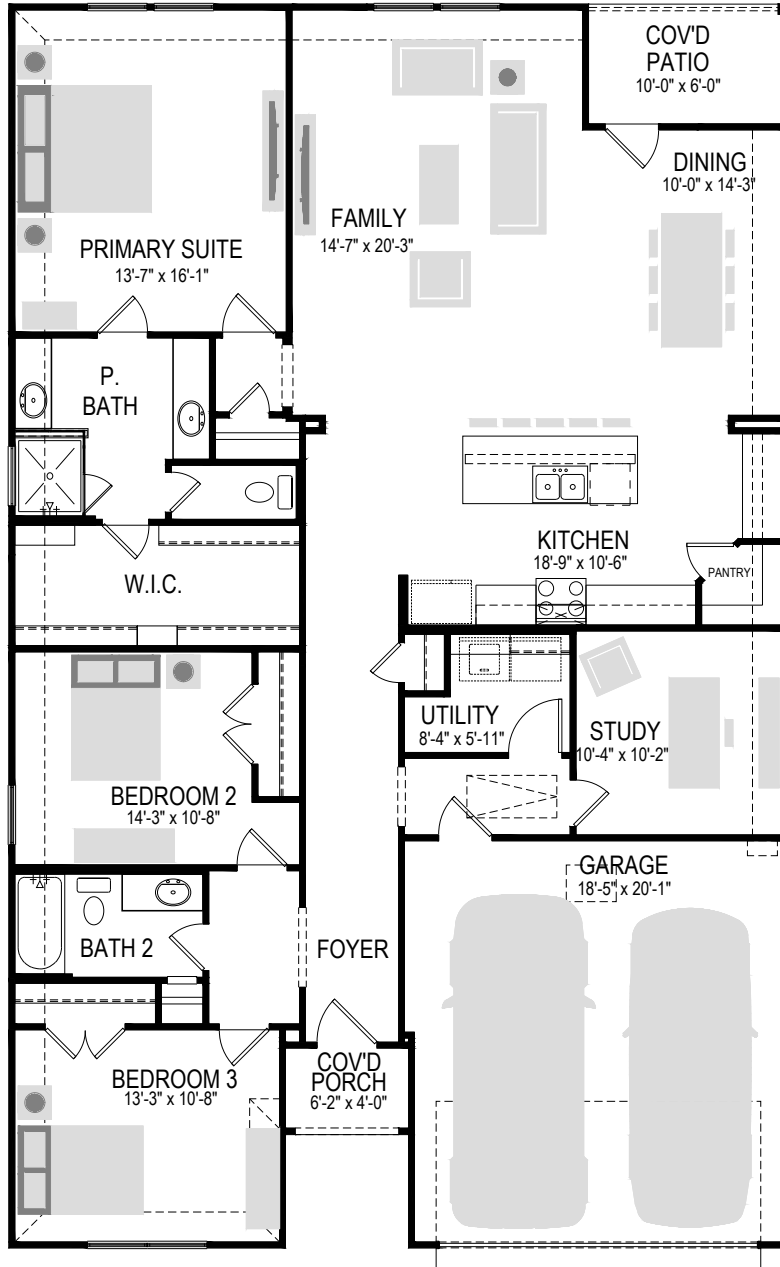 COV'D
PATIO
10'-0" x 6'-0"
DINING
10'-0" x 14'-3"
FAMILY
14'-7" x 20'-3"
PRIMARY SUITE
13'-7" x 16'-1"
P.
BATH
KITCHEN
18'-9" x 10'-6"
PANTRY
W.I.C.
UTILITY
8'-4" x 5'-11"
STUDY
10'-4" x 10'-2"
BEDROOM 2
14'-3" x 10'-8"
GARAGE
18'-5" x 20'-1"
BATH 2
FOYER
COV'D
PORCH
6'-2" x 4'-0"
BEDROOM 3
13'-3" x 10'-8"